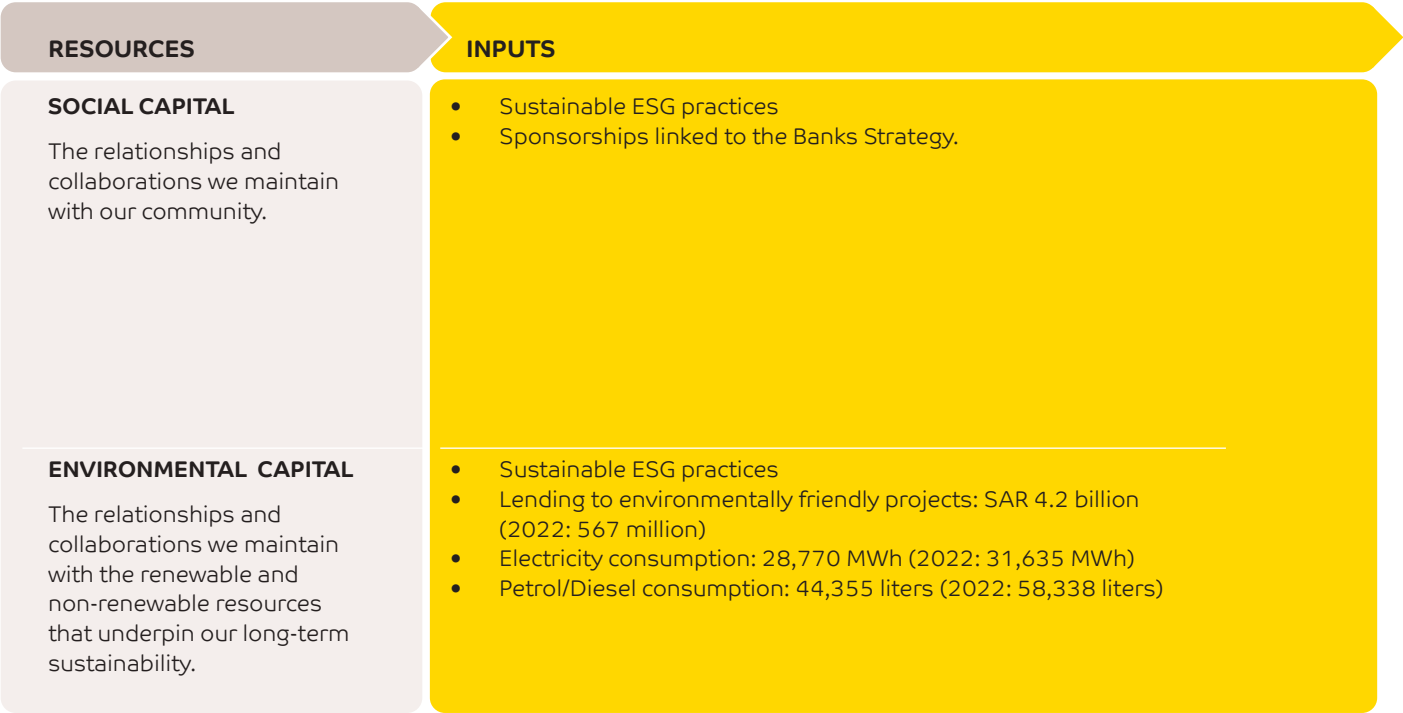 RESOURCES
INPUTS
SOCIAL CAPITAL
The relationships and
collaborations we maintain
with our community.
• Sustainable ESG practices
• Sponsorships linked to the Banks Strategy.
ENVIRONMENTAL CAPITAL
The relationships and
collaborations we maintain
with the renewable and
non-renewable resources
that underpin our long-term
sustainability.
• Sustainable ESG practices
• Lending to environmentally friendly projects: SAR 4.2 billion
(2022: 567 million)
• Electricity consumption: 28,770 MWh (2022: 31,635 MWh)
• Petrol/Diesel consumption: 44,355 liters (2022: 58,338 liters)